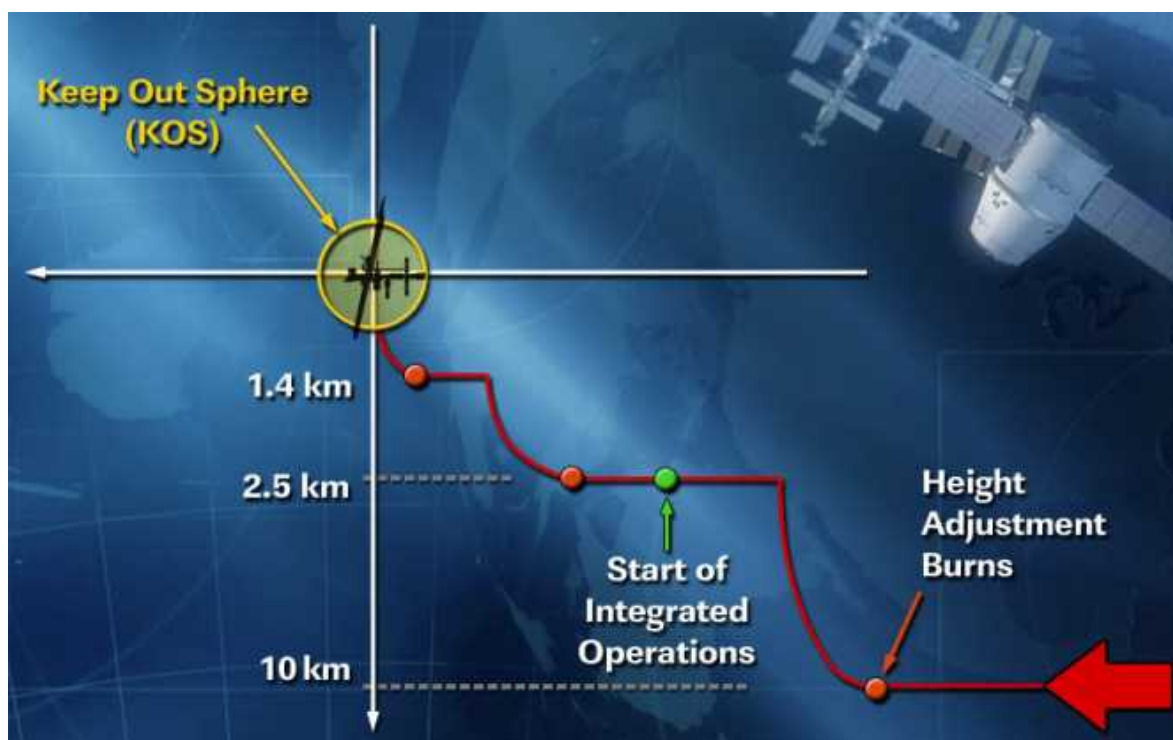 Keep Out Sphere
(KOS)
1.4 km
2.5 km
Height
Adjustment
Burns
Start of
Integrated
Operations
10 km